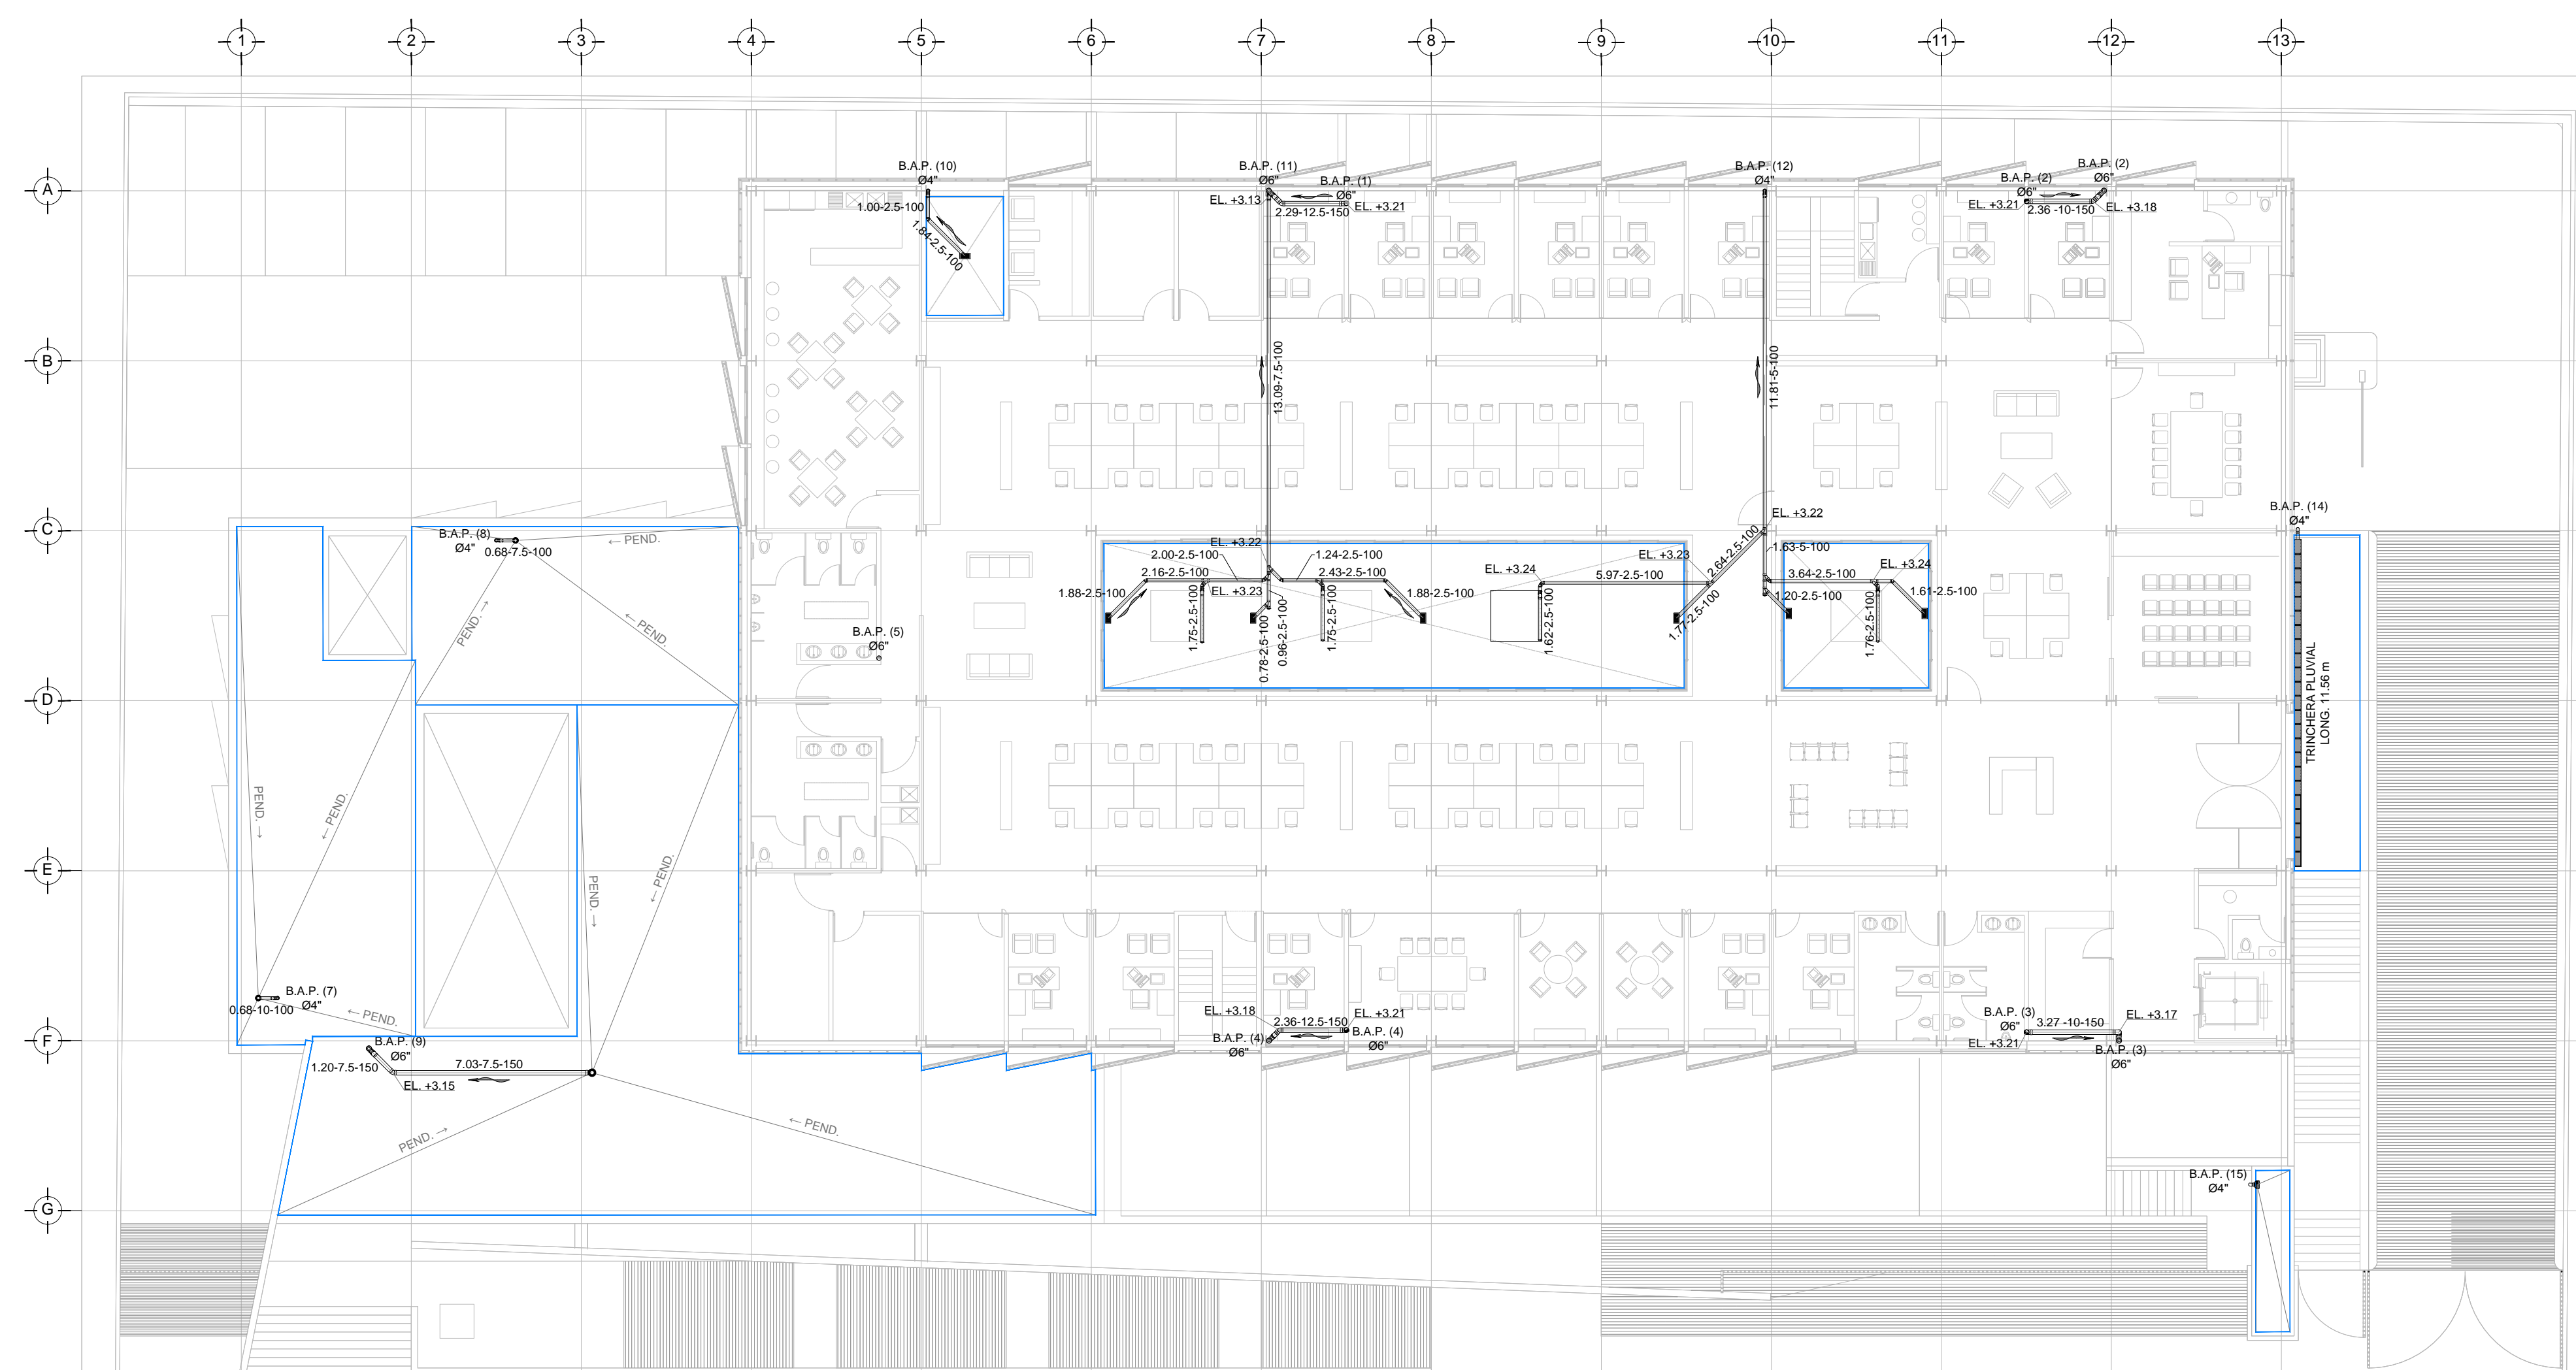 1 2 3 4 5 6 7 8 9 10 11 12 13
A
B.A.P. (10)
Ø4"
1.00-2.5-100
1.84-2.5-100
B.A.P. (11)
Ø6"
EL. +3.13
B.A.P. (1)
Ø6"
2.29-12.5-150
EL. +3.21
B.A.P. (12)
Ø4"
B.A.P. (2)
Ø6"
EL. +3.21
2.36 -10-150
B.A.P. (2)
Ø6"
EL. +3.18
B
13.09-7.5-100
11.81-5-100
C
B.A.P. (8)
Ø4"
0.68-7.5-100
← PEND.
PEND. →
← PEND.
B.A.P. (5)
Ø6"
EL. +3.22
2.00-2.5-100
1.24-2.5-100
2.16-2.5-100
2.43-2.5-100
1.88-2.5-100
EL. +3.23
1.88-2.5-100
1.75-2.5-100
0.78-2.5-100
0.96-2.5-100
1.75-2.5-100
EL. +3.24
5.97-2.5-100
1.62-2.5-100
EL. +3.23
2.64-2.5-100
1.77-2.5-100
EL. +3.22
1.63-5-100
3.64-2.5-100
EL. +3.24
1.20-2.5-100
1.61-2.5-100
1.76-2.5-100
B.A.P. (14)
Ø4"
TRINCHERA PLUVIAL
LONG. 11.56 m
D
PEND. →
← PEND.
PEND. →
← PEND.
E
B.A.P. (7)
Ø4"
0.68-10-100
← PEND.
F
B.A.P. (9)
Ø6"
1.20-7.5-150
7.03-7.5-150
EL. +3.15
PEND. →
← PEND.
EL. +3.18
2.36-12.5-150
EL. +3.21
B.A.P. (4)
Ø6"
B.A.P. (4)
Ø6"
B.A.P. (3)
Ø6"
3.27 -10-150
EL. +3.17
EL. +3.21
B.A.P. (3)
Ø6"
G
B.A.P. (15)
Ø4"